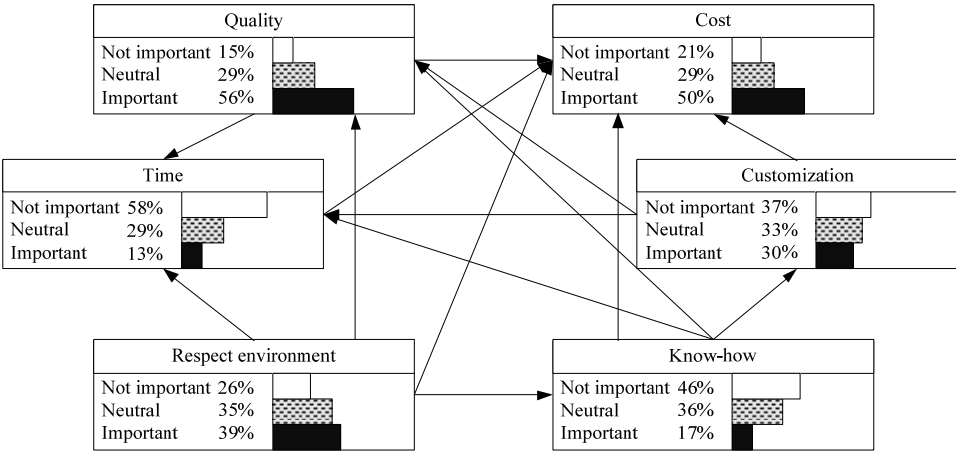 Quality
Not important 15%
Neutral 29%
Important 56%
Cost
Not important 21%
Neutral 29%
Important 50%
Time
Not important 58%
Neutral 29%
Important 13%
Customization
Not important 37%
Neutral 33%
Important 30%
Respect environment
Not important 26%
Neutral 35%
Important 39%
Know-how
Not important 46%
Neutral 36%
Important 17%